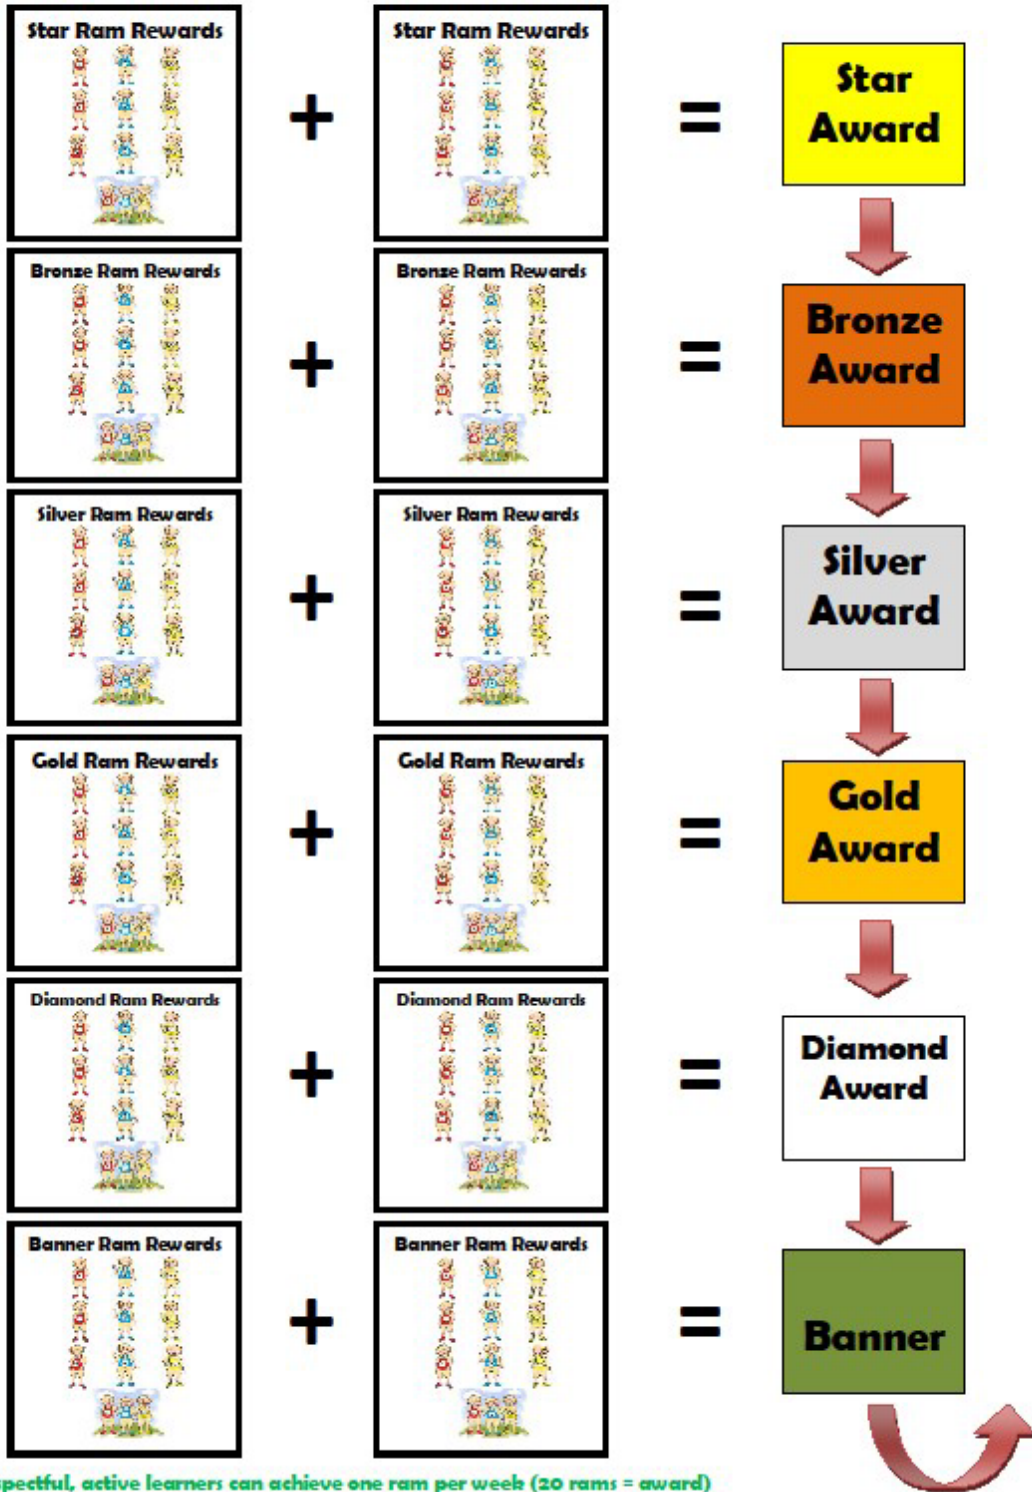 Star Ram Rewards
+
Star Ram Rewards
=
Star
Award
Bronze Ram Rewards
+
Bronze Ram Rewards
=
Bronze
Award
Silver Ram Rewards
+
Silver Ram Rewards
=
Silver
Award
Gold Ram Rewards
+
Gold Ram Rewards
=
Gold
Award
Diamond Ram Rewards
+
Diamond Ram Rewards
=
Diamond
Award
Banner Ram Rewards
+
Banner Ram Rewards
=
Banner
spectful, active learners can achieve one ram per week (20 rams = award)